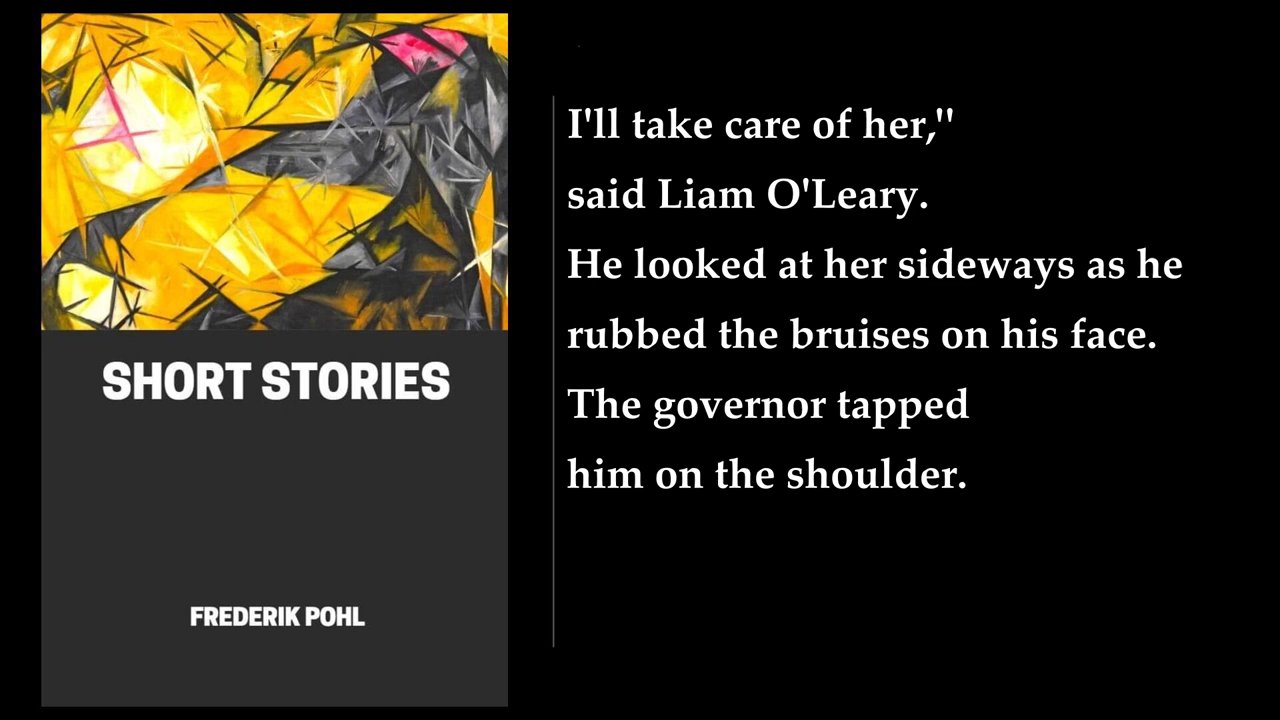 SHORT STORIES
FREDERIK POHL
I'll take care of her,"
said Liam O'Leary.
He looked at her sideways as he
rubbed the bruises on his face.
The governor tapped
him on the shoulder.